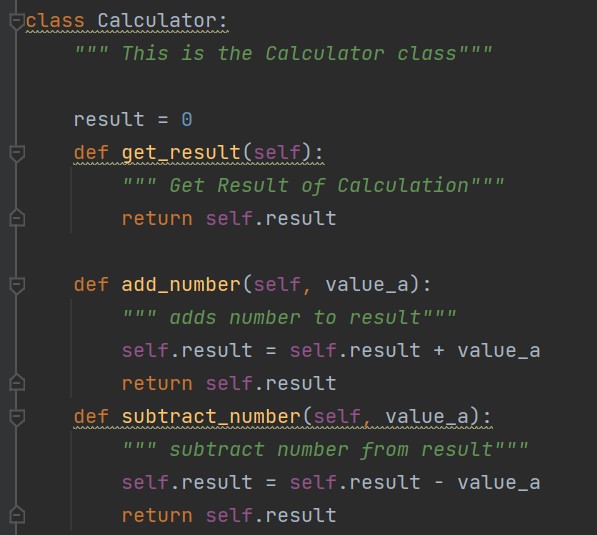 class Calculator:
    """ This is the Calculator class"""
    result = 0
    def get_result(self):
        """ Get Result of Calculation"""
        return self.result
    def add_number(self, value_a):
        """ adds number to result"""
        self.result = self.result + value_a
        return self.result
    def subtract_number(self, value_a):
        """ subtract number from result"""
        self.result = self.result - value_a
        return self.result